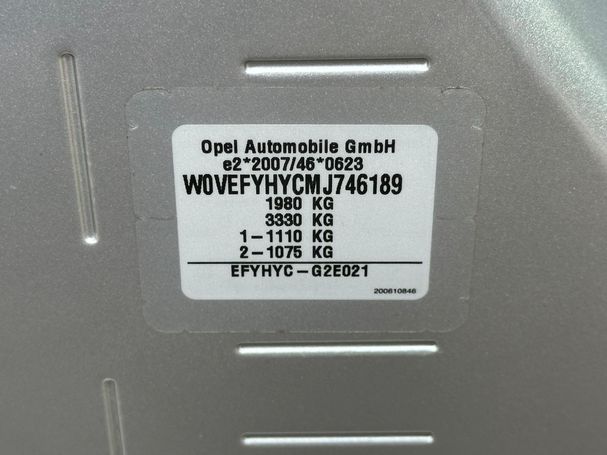 Opel Automobile GmbH
e2*2007/46*0623
W0VEFYHYCMJ746189
1980 KG
3330 KG
1-1110 KG
2-1075 KG
EFYHYC-G2E021
200610846